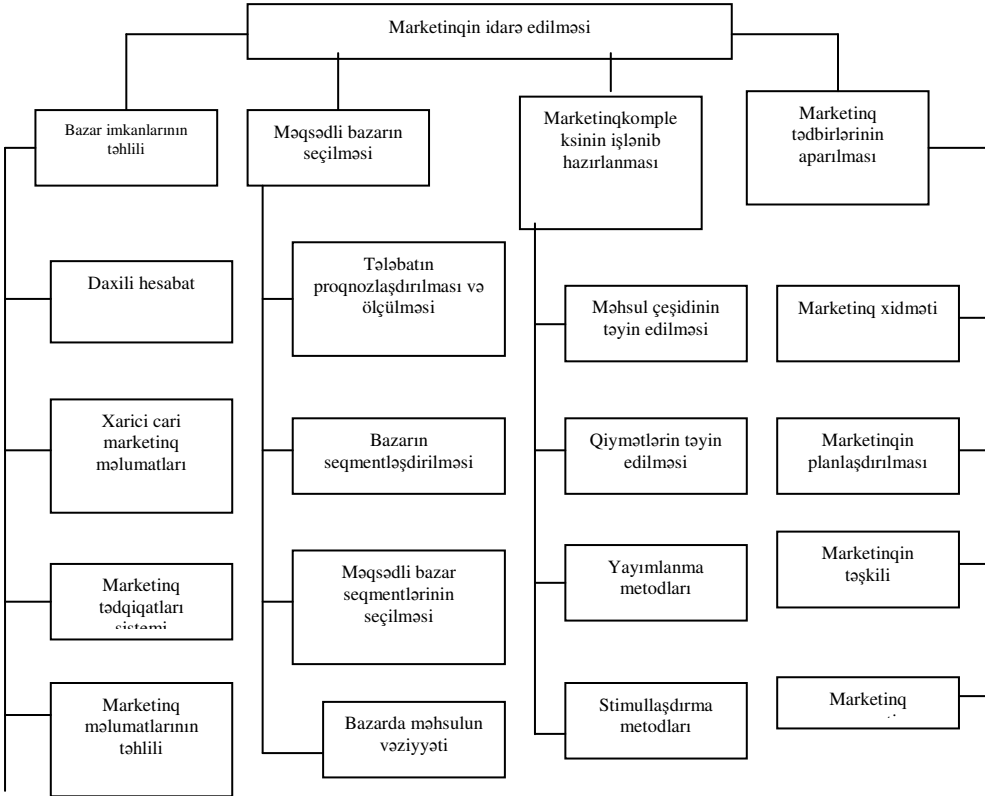 Marketinqin idarə edilməsi
Bazar imkanlarının
təhlili
Məqsədli bazarın
seçilməsi
Marketinqkomple
ksinin işlənib
hazırlanması
Marketinq
tədbirlərinin
aparılması
Daxili hesabat
Xarici cari
marketinq
məlumatları
Marketinq
tədqiqatları
sistemi
Marketinq
məlumatlarının
təhlili
Tələbatın
proqnozlaşdırılması və
ölçülməsi
Bazarın
seqmentləşdirilməsi
Məqsədli bazar
seqmentlərinin
seçilməsi
Bazarda məhsulun
vəziyyəti
Məhsul çeşidinin
təyin edilməsi
Qiymətlərin təyin
edilməsi
Yayımlanma
metodları
Stimullaşdırma
metodları
Marketinq xidməti
Marketinqin
planlaşdırılması
Marketinqin
təşkili
Marketinq